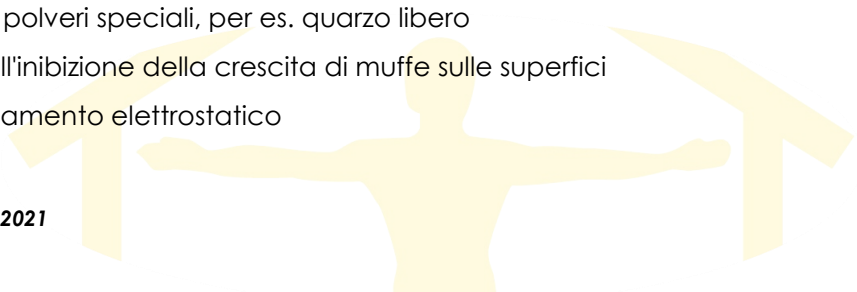 polveri speciali, per es. quarzo libero
ll'inibizione della crescita di muffe sulle superfici
amento elettrostatico
2021